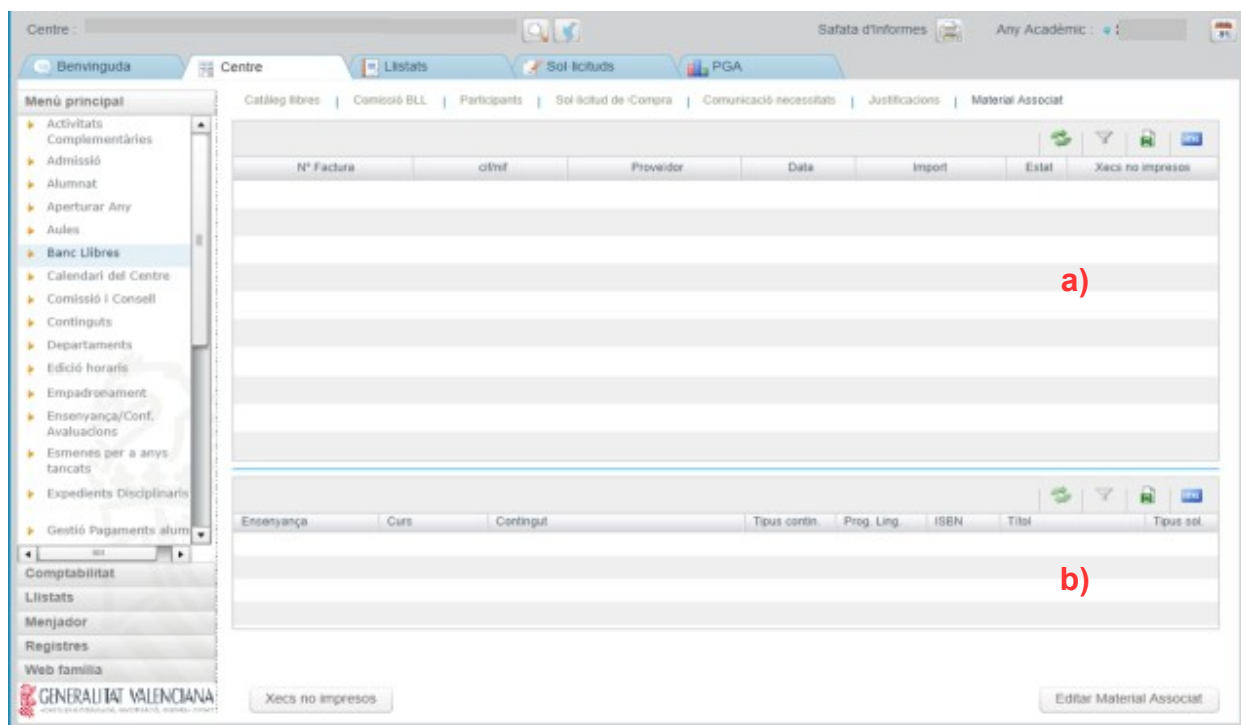 Centre :
Safata d'Informes
Any Acadèmic :
Benvinguda
Centre
Llistats
Sol·licituds
PGA
Menú principal
Catàleg llibres | Comissió BLL | Participants | Sol·licitud de Compra | Comunicació necessitats | Justificacions | Material Associat
Activitats
Complementàries
Admissió
Alumnat
Aperturar Any
Aules
Banc Llibres
Calendari del Centre
Comissió i Consell
Continguts
Departaments
Edició horaris
Empadronament
Ensenyança/Conf.
Avaluacions
Esmenes per a anys
tancats
Expedients Disciplinaris
Gestió Pagaments alum
Comptabilitat
Llistats
Menjador
Registres
Web família
GENERALITAT VALENCIANA
Nº Factura cif/nif Proveïdor Data Import Estat Xecs no impresos
a)
Ensenyança Curs Contingut Tipus contin. Prog. Ling. ISBN Títol Tipus sol.
b)
Xecs no impresos
Editar Material Associat